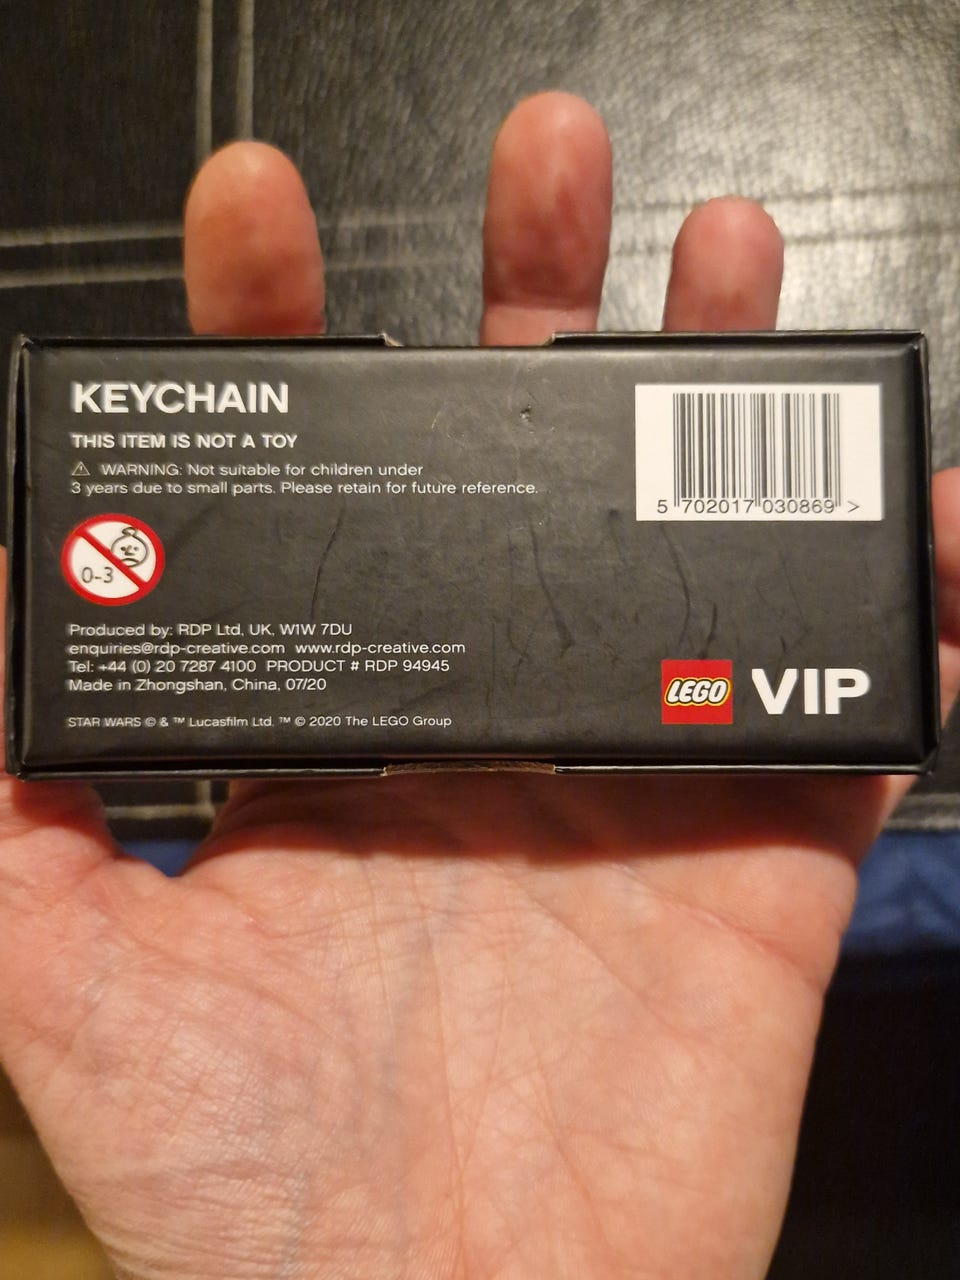 KEYCHAIN
THIS ITEM IS NOT A TOY
⚠ WARNING: Not suitable for children under
3 years due to small parts. Please retain for future reference.
5 702017 030869 >
0-3
Produced by: RDP Ltd, UK, W1W 7DU
enquiries@rdp-creative.com www.rdp-creative.com
Tel: +44 (0) 20 7287 4100 PRODUCT # RDP 94945
Made in Zhongshan, China, 07/20
STAR WARS © & ™ Lucasfilm Ltd. ™ © 2020 The LEGO Group
LEGO VIP